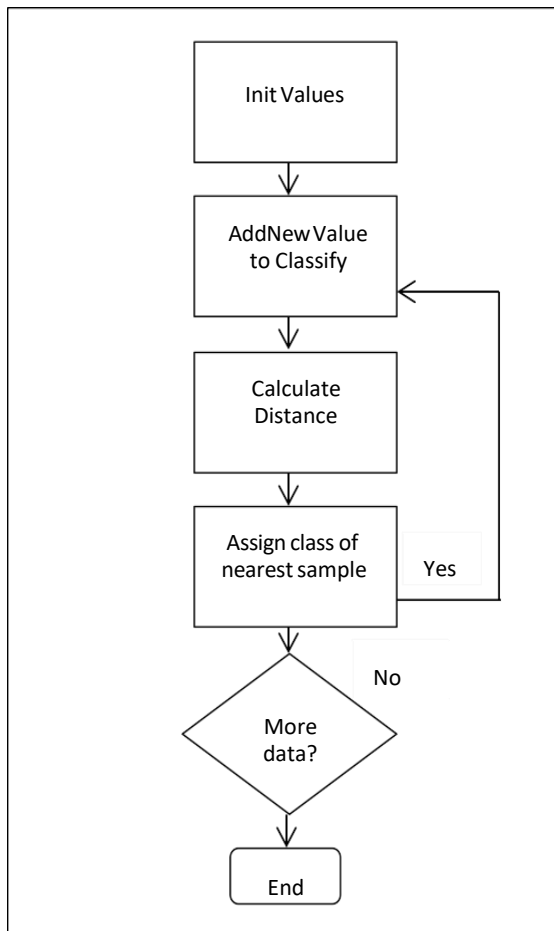 Init Values
AddNew Value
to Classify
Calculate
Distance
Assign class of
nearest sample
Yes
No
More
data?
End